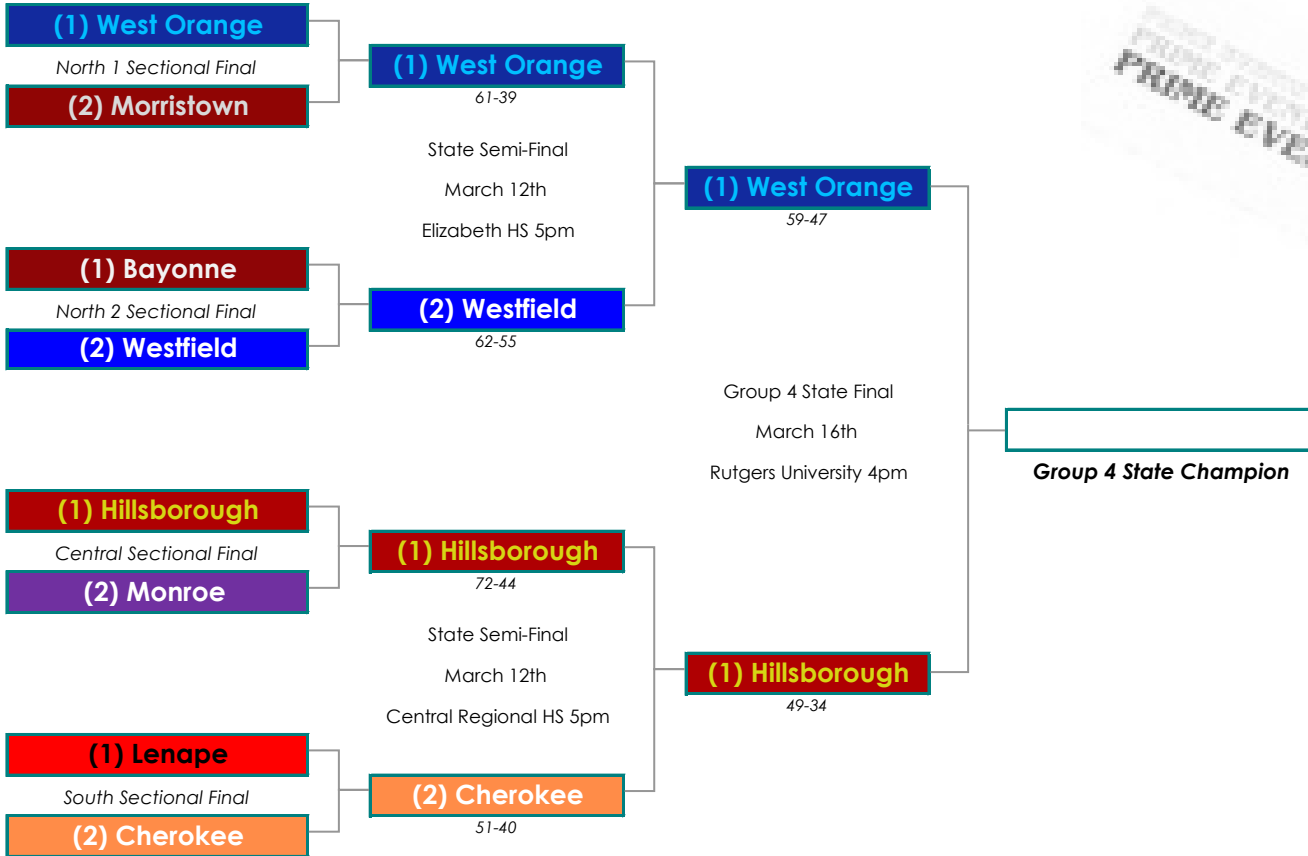 (1) West Orange
North 1 Sectional Final
(2) Morristown
(1) West Orange
61-39
State Semi-Final
March 12th
Elizabeth HS 5pm
(1) Bayonne
North 2 Sectional Final
(2) Westfield
(2) Westfield
62-55
(1) West Orange
59-47
Group 4 State Final
March 16th
Rutgers University 4pm
Group 4 State Champion
(1) Hillsborough
Central Sectional Final
(2) Monroe
(1) Hillsborough
72-44
State Semi-Final
March 12th
Central Regional HS 5pm
(1) Lenape
South Sectional Final
(2) Cherokee
(2) Cherokee
51-40
(1) Hillsborough
49-34
PRIME EVEN
PRIME EVE